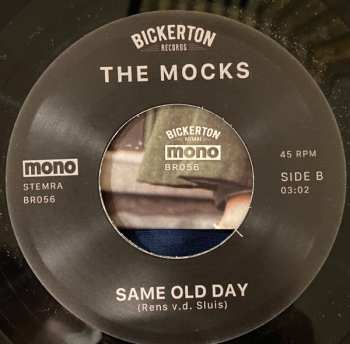 BICKERTON
RECORDS
THE MOCKS
mono
STEMRA
BR056
BICKERTON
mono
BR056
45 RPM
SIDE B
03:02
SAME OLD DAY
(Rens v.d. Sluis)